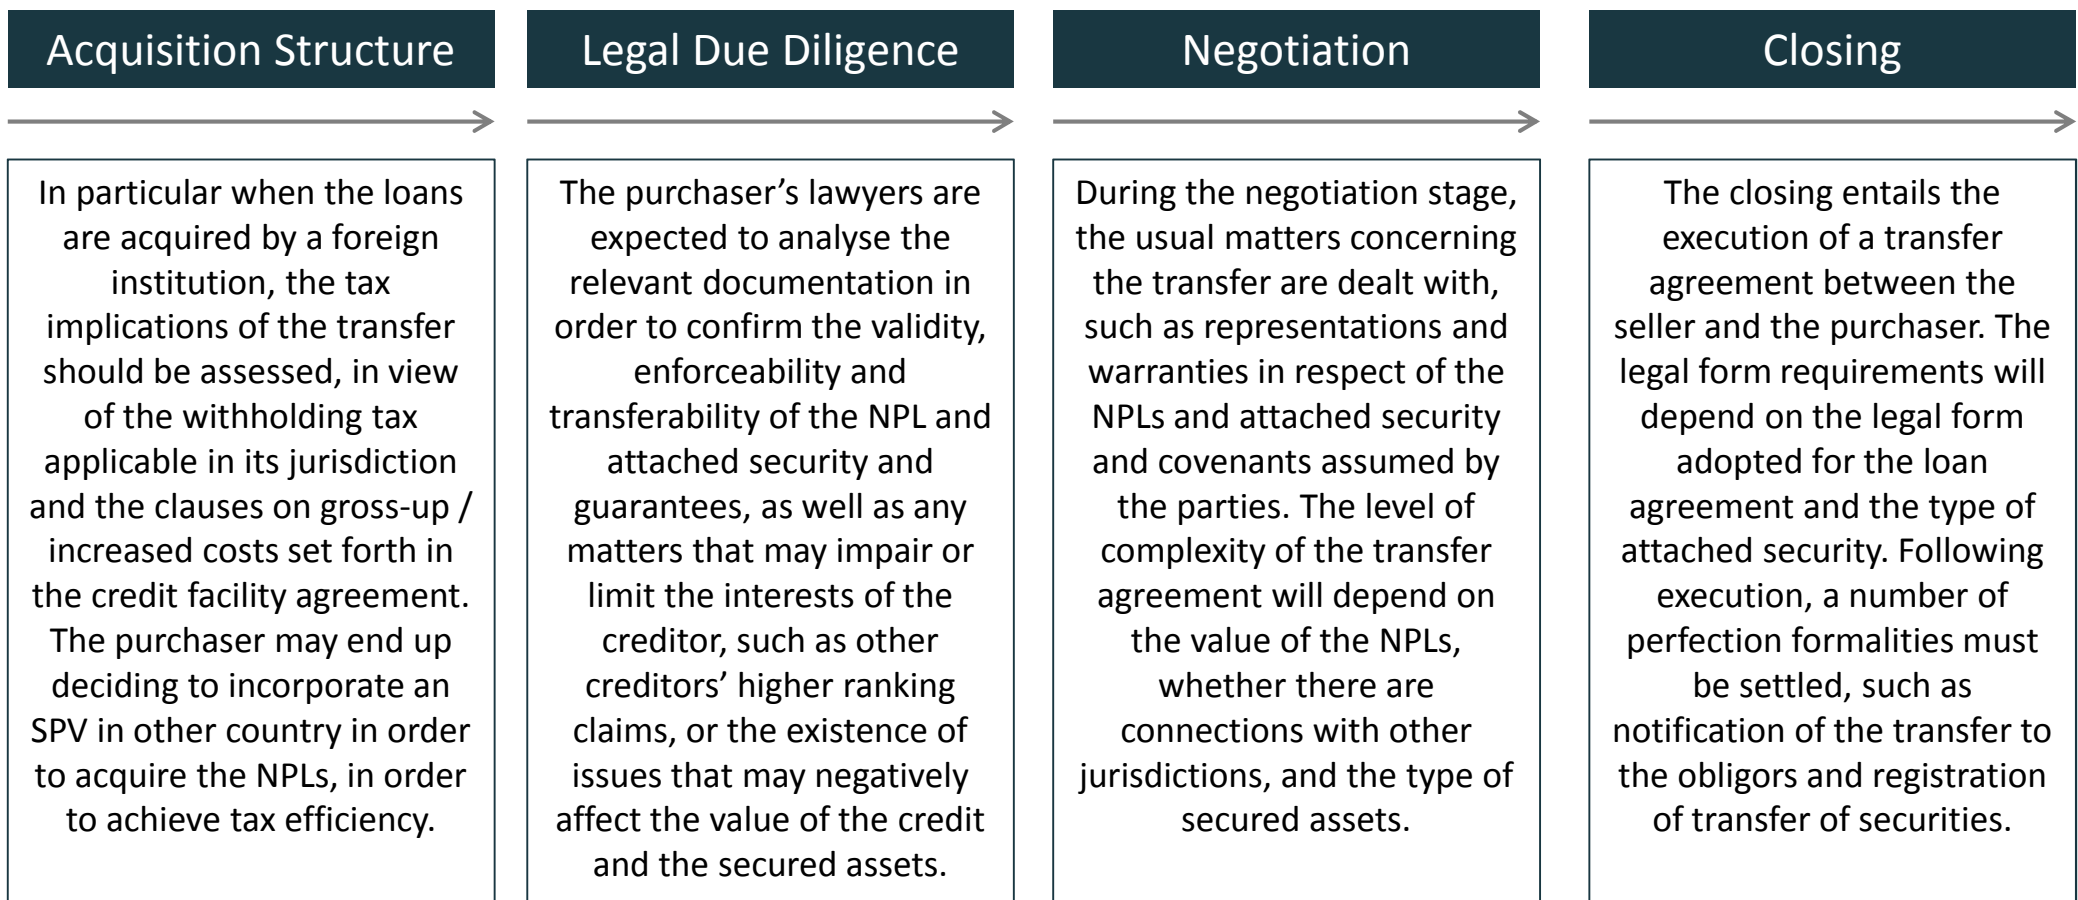 Acquisition Structure
In particular when the loans
are acquired by a foreign
institution, the tax
implications of the transfer
should be assessed, in view
of the withholding tax
applicable in its jurisdiction
and the clauses on gross-up /
increased costs set forth in
the credit facility agreement.
The purchaser may end up
deciding to incorporate an
SPV in other country in order
to acquire the NPLs, in order
to achieve tax efficiency.
Legal Due Diligence
The purchaser’s lawyers are
expected to analyse the
relevant documentation in
order to confirm the validity,
enforceability and
transferability of the NPL and
attached security and
guarantees, as well as any
matters that may impair or
limit the interests of the
creditor, such as other
creditors’ higher ranking
claims, or the existence of
issues that may negatively
affect the value of the credit
and the secured assets.
Negotiation
During the negotiation stage,
the usual matters concerning
the transfer are dealt with,
such as representations and
warranties in respect of the
NPLs and attached security
and covenants assumed by
the parties. The level of
complexity of the transfer
agreement will depend on
the value of the NPLs,
whether there are
connections with other
jurisdictions, and the type of
secured assets.
Closing
The closing entails the
execution of a transfer
agreement between the
seller and the purchaser. The
legal form requirements will
depend on the legal form
adopted for the loan
agreement and the type of
attached security. Following
execution, a number of
perfection formalities must
be settled, such as
notification of the transfer to
the obligors and registration
of transfer of securities.